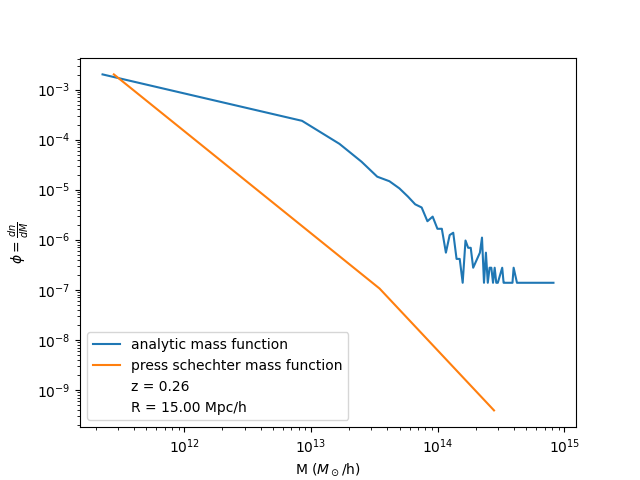 10⁻³
10⁻⁴
10⁻⁵
10⁻⁶
10⁻⁷
10⁻⁸
10⁻⁹
ϕ = dn/dM
analytic mass function
press schechter mass function
z = 0.26
R = 15.00 Mpc/h
10¹² 10¹³ 10¹⁴ 10¹⁵
M (M⊙/h)